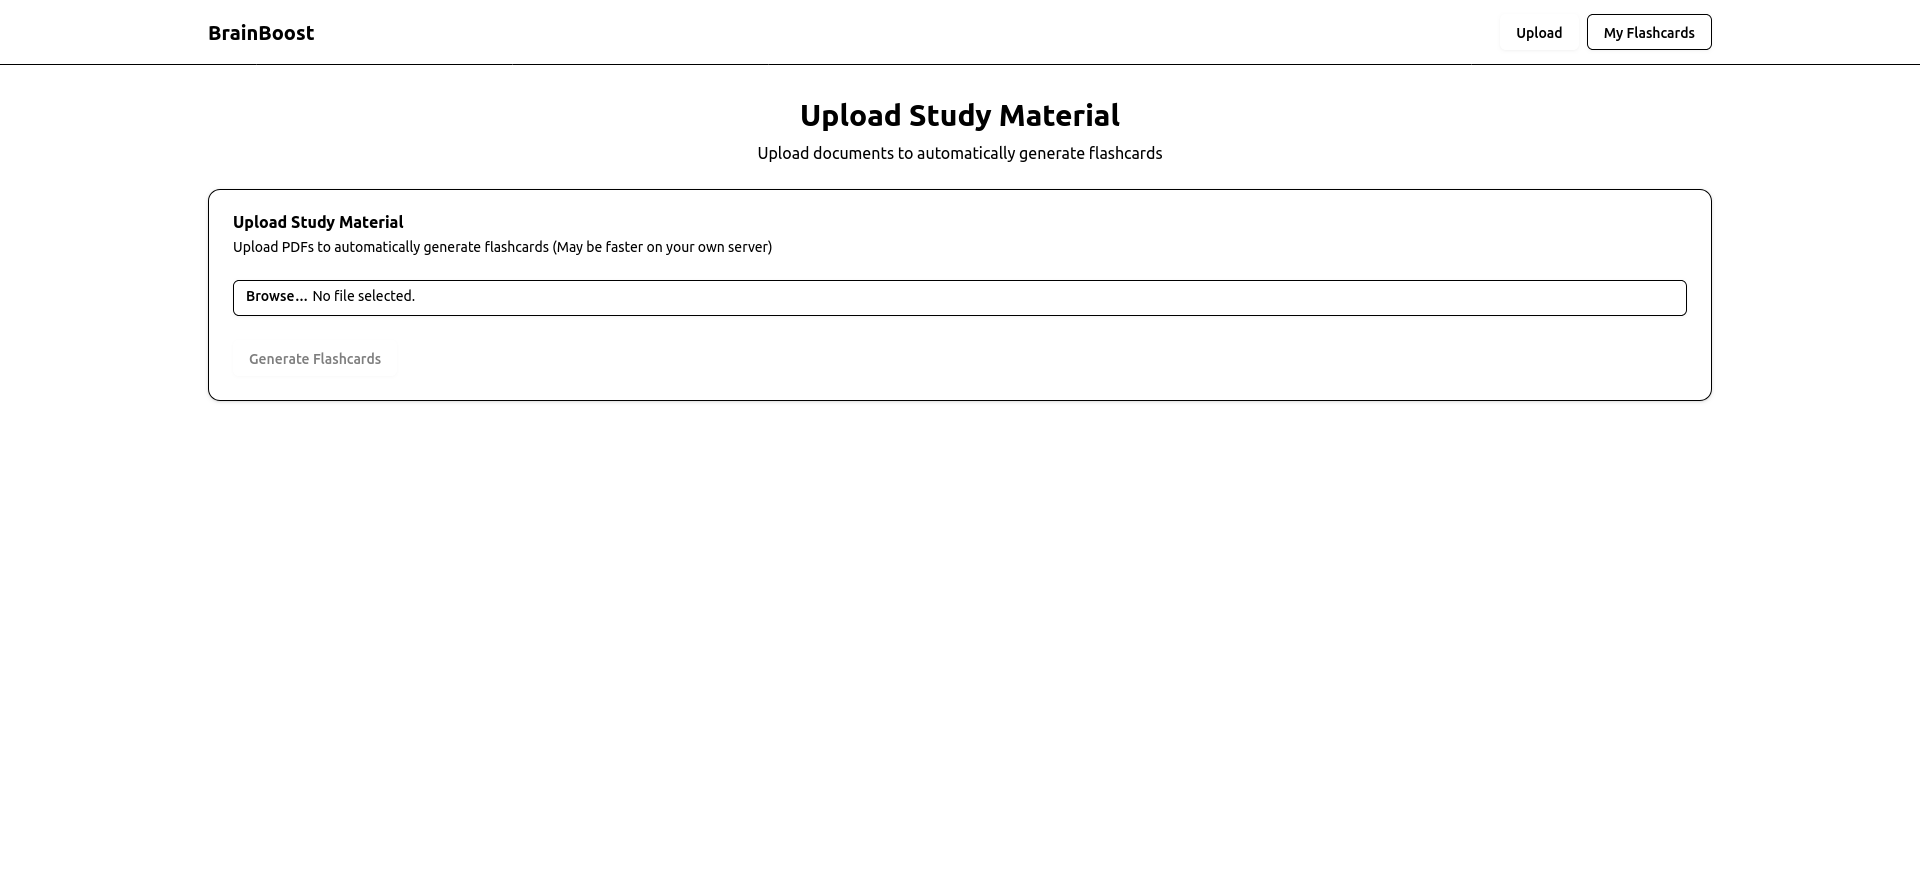 BrainBoost
Upload
My Flashcards
Upload Study Material
Upload documents to automatically generate flashcards
Upload Study Material
Upload PDFs to automatically generate flashcards (May be faster on your own server)
Browse... No file selected.
Generate Flashcards